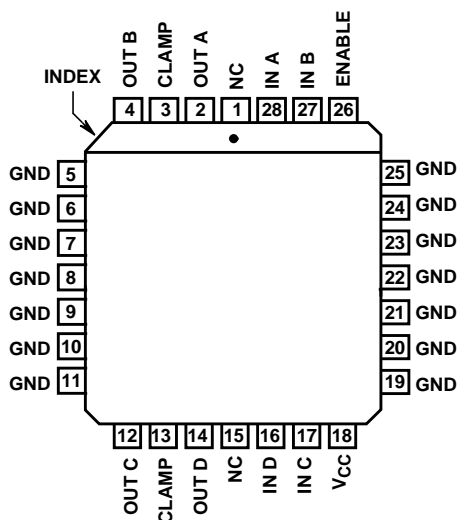 OUT B CLAMP OUT A NC IN A IN B ENABLE
INDEX
4 3 2 1 28 27 26
GND 5 25 GND
GND 6 24 GND
GND 7 23 GND
GND 8 22 GND
GND 9 21 GND
GND 10 20 GND
GND 11 19 GND
12 13 14 15 16 17 18
OUT C CLAMP OUT D NC IN D IN C VCC